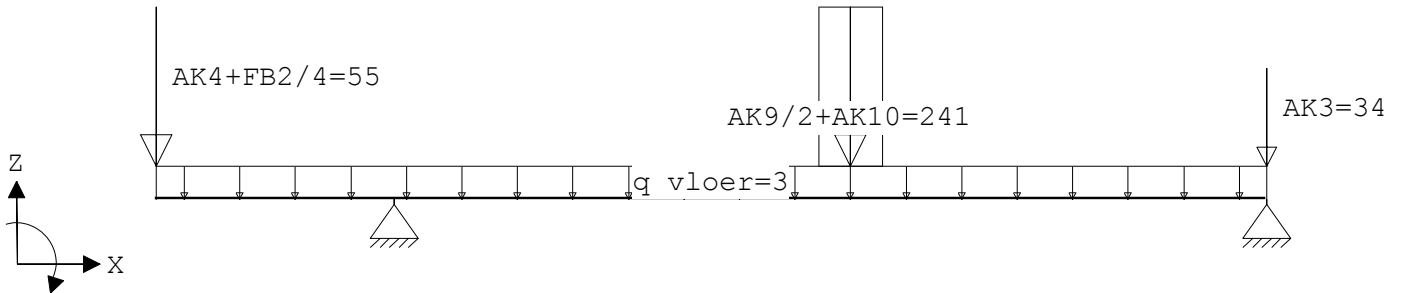 AK4+FB2/4=55
AK9/2+AK10=241
AK3=34
q vloer=3
Z
X